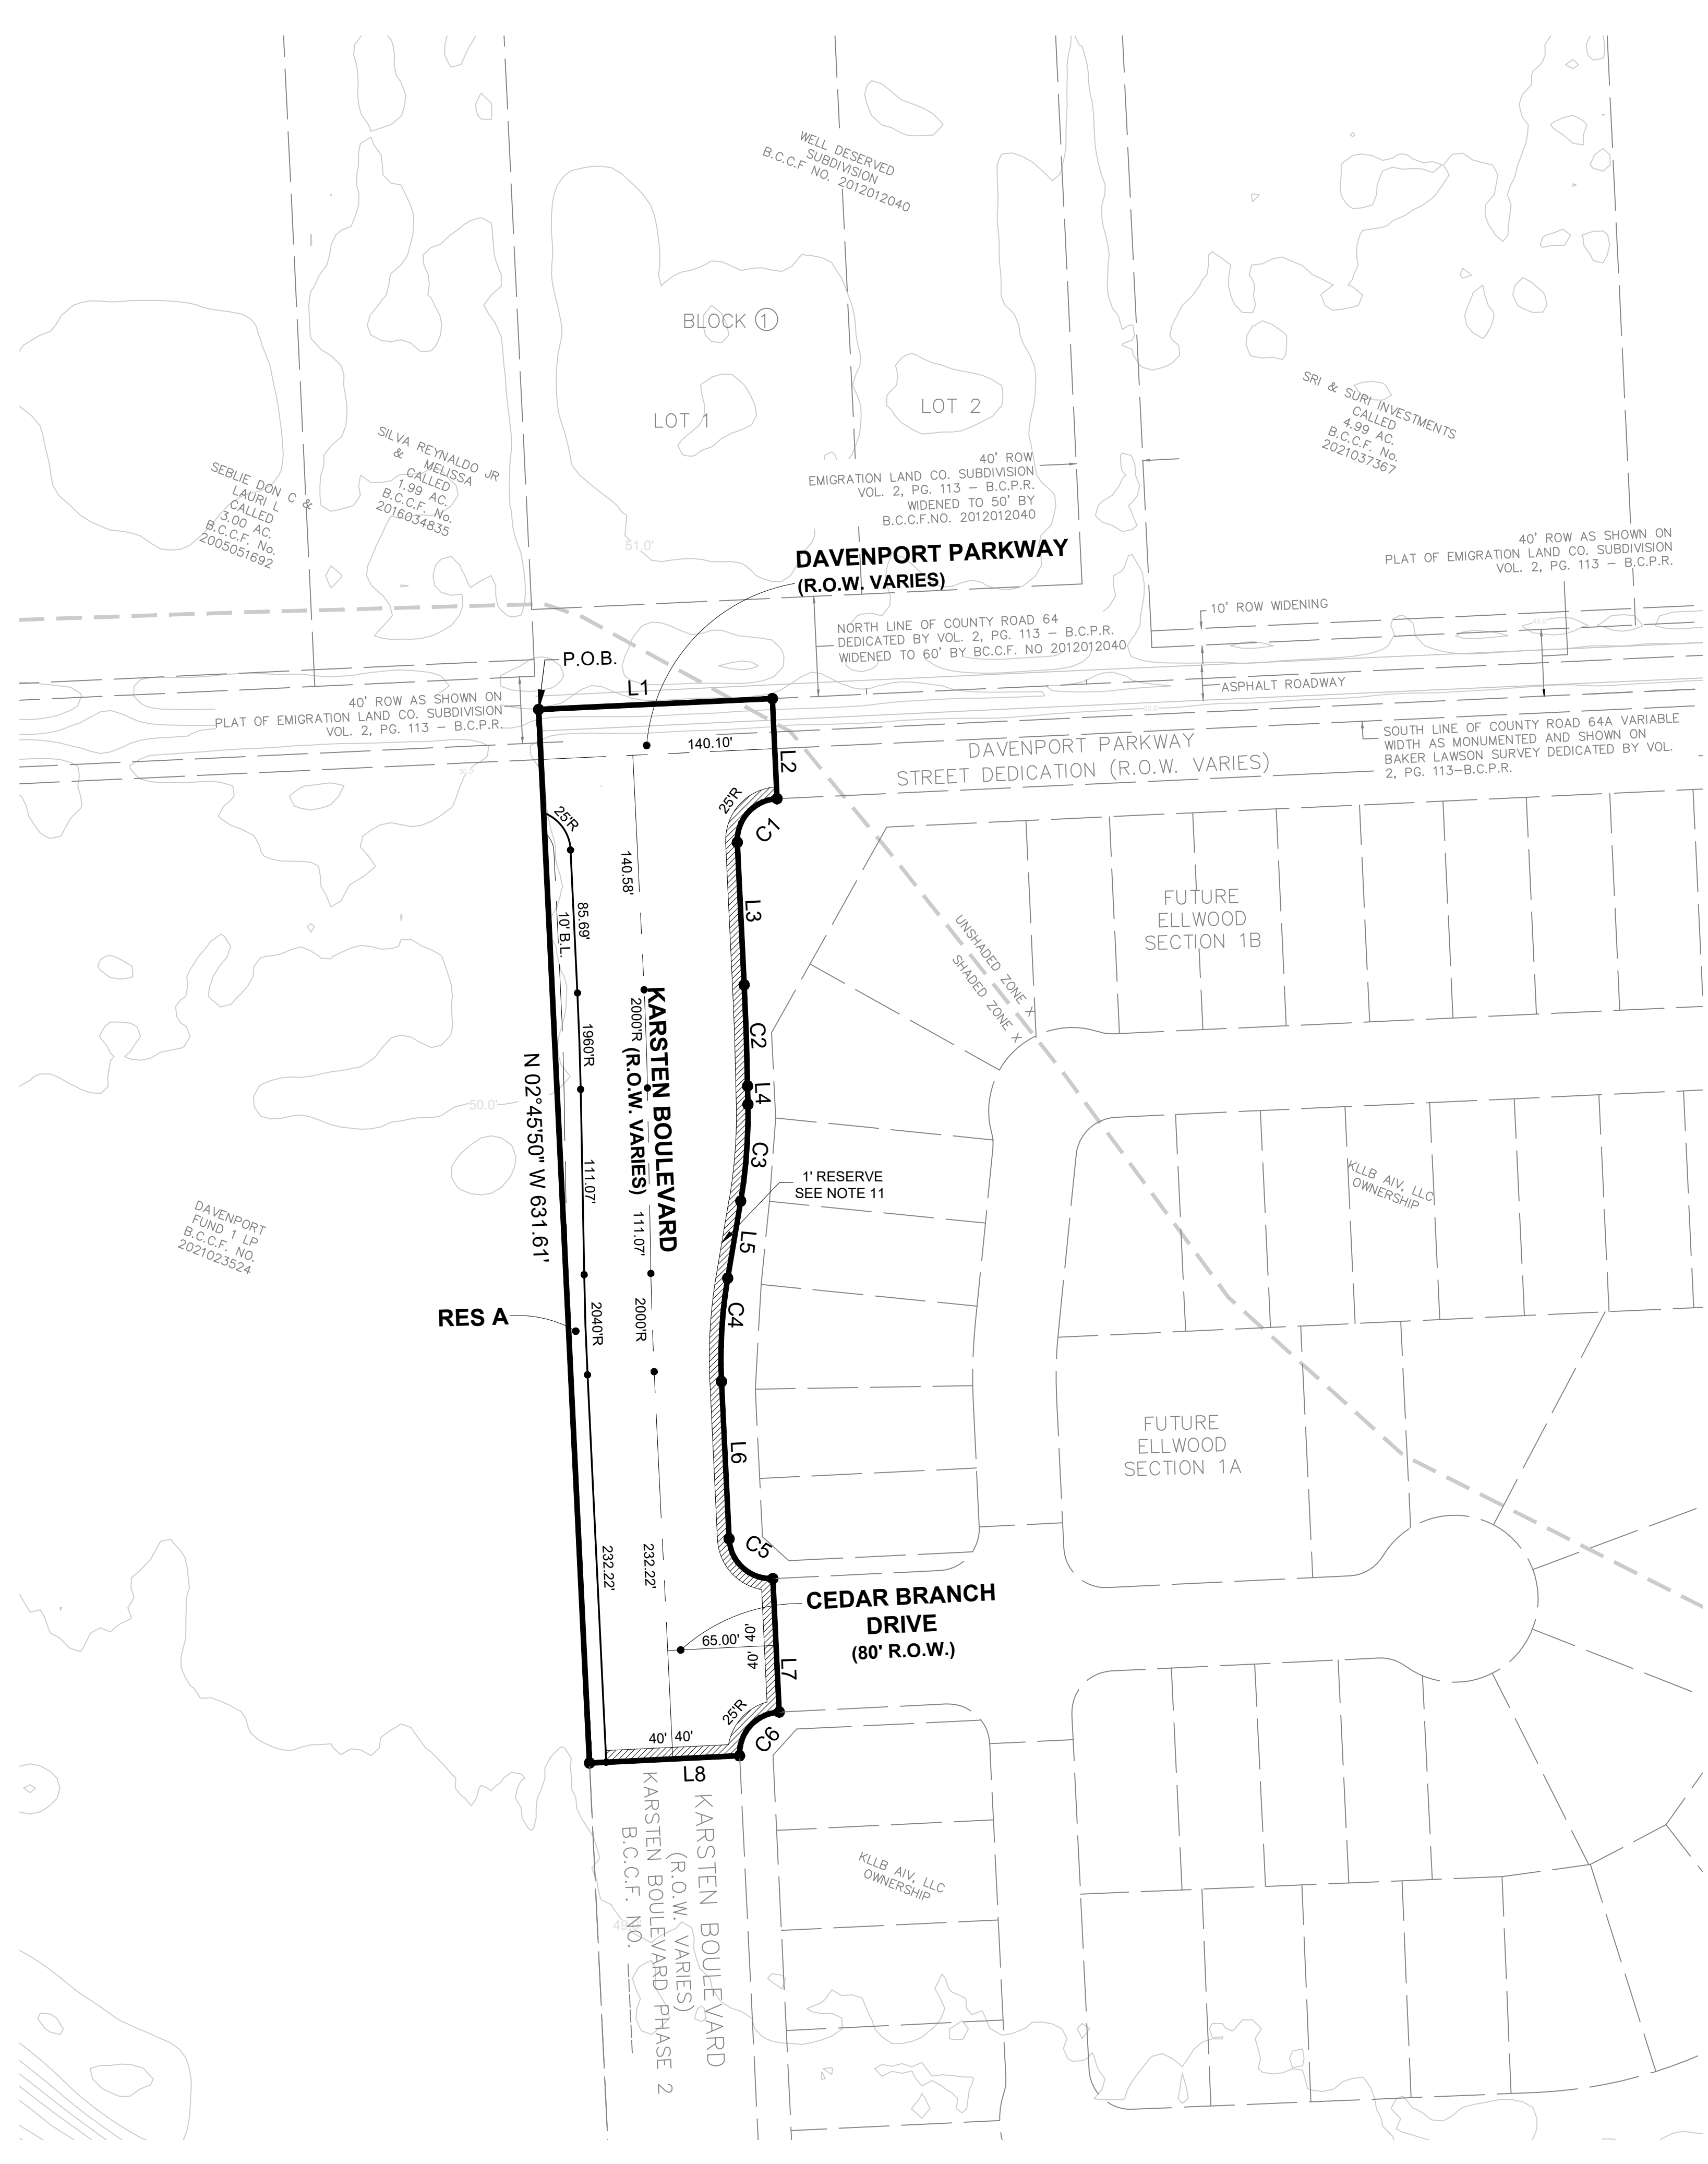 WELL DESERVED
SUBDIVISION
B.C.C.F NO. 2012012040
BLOCK 1
LOT 1
LOT 2
SRI & SURI INVESTMENTS
CALLED
4.99 AC.
B.C.C.F. No.
2021037367
SILVA REYNALDO JR
& MELISSA
CALLED
1.99 AC.
B.C.C.F. No.
2016034835
SEBLIE DON C &
LAURI L
CALLED
3.00 AC.
B.C.C.F. No.
2005051692
40' ROW
EMIGRATION LAND CO. SUBDIVISION
VOL. 2, PG. 113 – B.C.P.R.
WIDENED TO 50' BY
B.C.C.F.NO. 2012012040
51.0'
DAVENPORT PARKWAY
(R.O.W. VARIES)
40' ROW AS SHOWN ON
PLAT OF EMIGRATION LAND CO. SUBDIVISION
VOL. 2, PG. 113 – B.C.P.R.
10' ROW WIDENING
NORTH LINE OF COUNTY ROAD 64
DEDICATED BY VOL. 2, PG. 113 – B.C.P.R.
WIDENED TO 60' BY BC.C.F. NO 2012012040
P.O.B.
L1
ASPHALT ROADWAY
40' ROW AS SHOWN ON
PLAT OF EMIGRATION LAND CO. SUBDIVISION
VOL. 2, PG. 113 – B.C.P.R.
SOUTH LINE OF COUNTY ROAD 64A VARIABLE
WIDTH AS MONUMENTED AND SHOWN ON
BAKER LAWSON SURVEY DEDICATED BY VOL.
2, PG. 113–B.C.P.R.
140.10'
L2
DAVENPORT PARKWAY
STREET DEDICATION (R.O.W. VARIES)
25'R
C1
25'R
140.58'
85.69'
10' B.L.
L3
FUTURE
ELLWOOD
SECTION 1B
UNSHADED ZONE X
SHADED ZONE X
KARSTEN BOULEVARD
(R.O.W. VARIES)
2000'R
1960'R
C2
L4
50.0'
N 02°45'50" W 631.61'
C3
111.07'
111.07'
1' RESERVE
SEE NOTE 11
KLLB AIV, LLC
OWNERSHIP
DAVENPORT
FUND 1 LP
B.C.C.F. NO.
2021023524
L5
RES A
2040'R
2000'R
C4
FUTURE
ELLWOOD
SECTION 1A
L6
232.22'
232.22'
C5
CEDAR BRANCH
DRIVE
(80' R.O.W.)
65.00'
40'
40'
L7
25'R
C6
40'
40'
L8
KARSTEN BOULEVARD
(R.O.W. VARIES)
KARSTEN BOULEVARD PHASE 2
B.C.C.F. NO. ______
KLLB AIV, LLC
OWNERSHIP